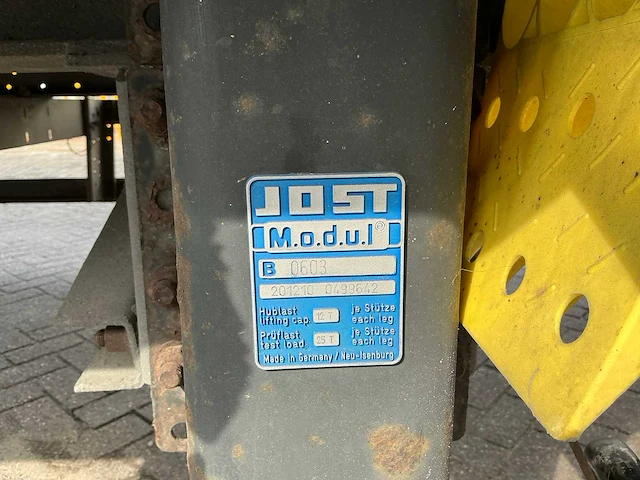 JOST
M.o.d.u.l ®
B 0603
201210 0499642
Hublast je Stütze
lifting cap. 12 T each leg
Prüflast je Stütze
test load 25 T each leg
Made in Germany / Neu-Isenburg